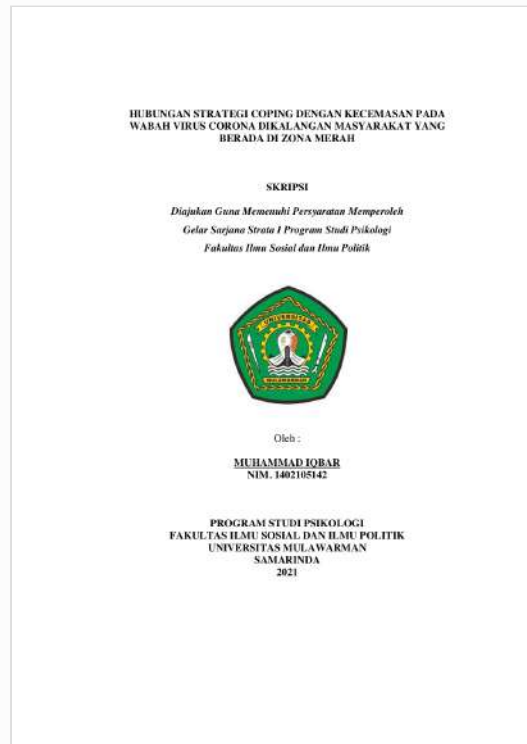 HUBUNGAN STRATEGI COPING DENGAN KECEMASAN PADA
WABAH VIRUS CORONA DIKALANGAN MASYARAKAT YANG
BERADA DI ZONA MERAH
SKRIPSI
Diajukan Guna Memenuhi Persyaratan Memperoleh
Gelar Sarjana Strata I Program Studi Psikologi
Fakultas Ilmu Sosial dan Ilmu Politik
UNIVERSITAS
MULAWARMAN
Oleh :
MUHAMMAD IQBAR
NIM. 1402105142
PROGRAM STUDI PSIKOLOGI
FAKULTAS ILMU SOSIAL DAN ILMU POLITIK
UNIVERSITAS MULAWARMAN
SAMARINDA
2021